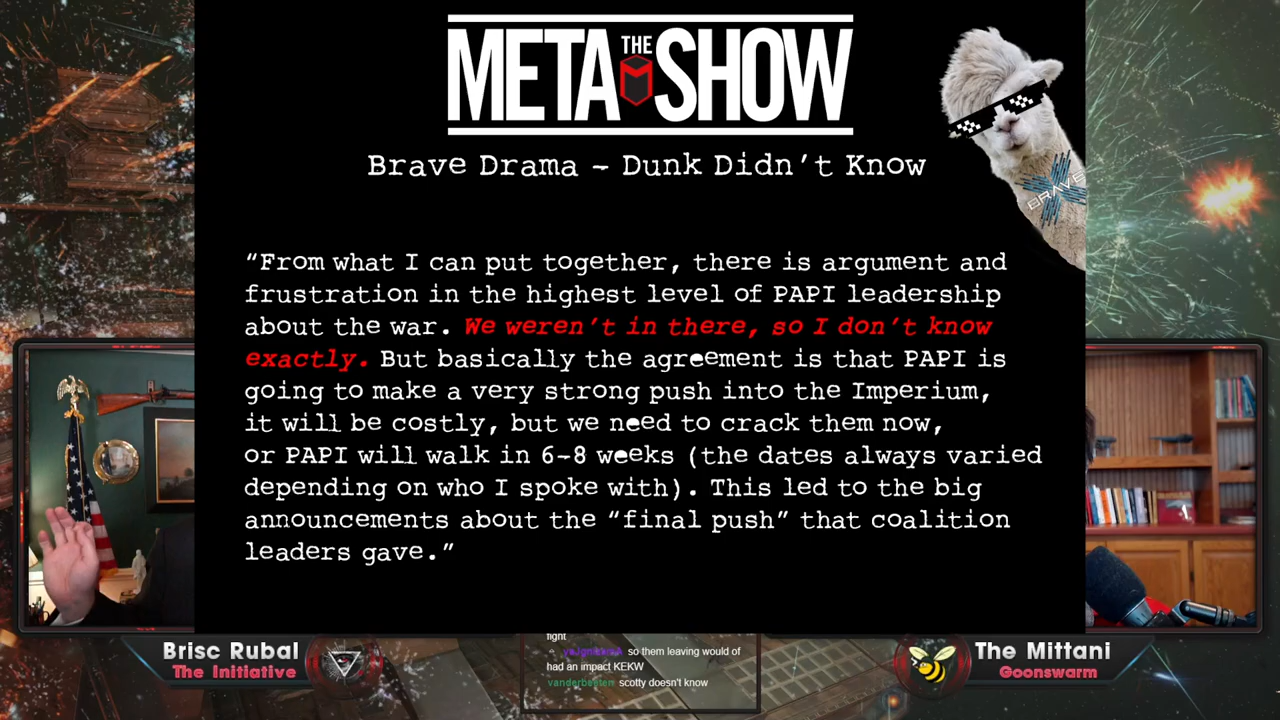 META THE SHOW
Brave Drama – Dunk Didn't Know
BRAVE
"From what I can put together, there is argument and
frustration in the highest level of PAPI leadership
about the war. We weren't in there, so I don't know
exactly. But basically the agreement is that PAPI is
going to make a very strong push into the Imperium,
it will be costly, but we need to crack them now,
or PAPI will walk in 6-8 weeks (the dates always varied
depending on who I spoke with). This led to the big
announcements about the "final push" that coalition
leaders gave."
fight
so them leaving would of
had an impact KEKW
vanderbeeten scotty doesn't know
Brisc Rubal
The Initiative
The Mittani
Goonswarm